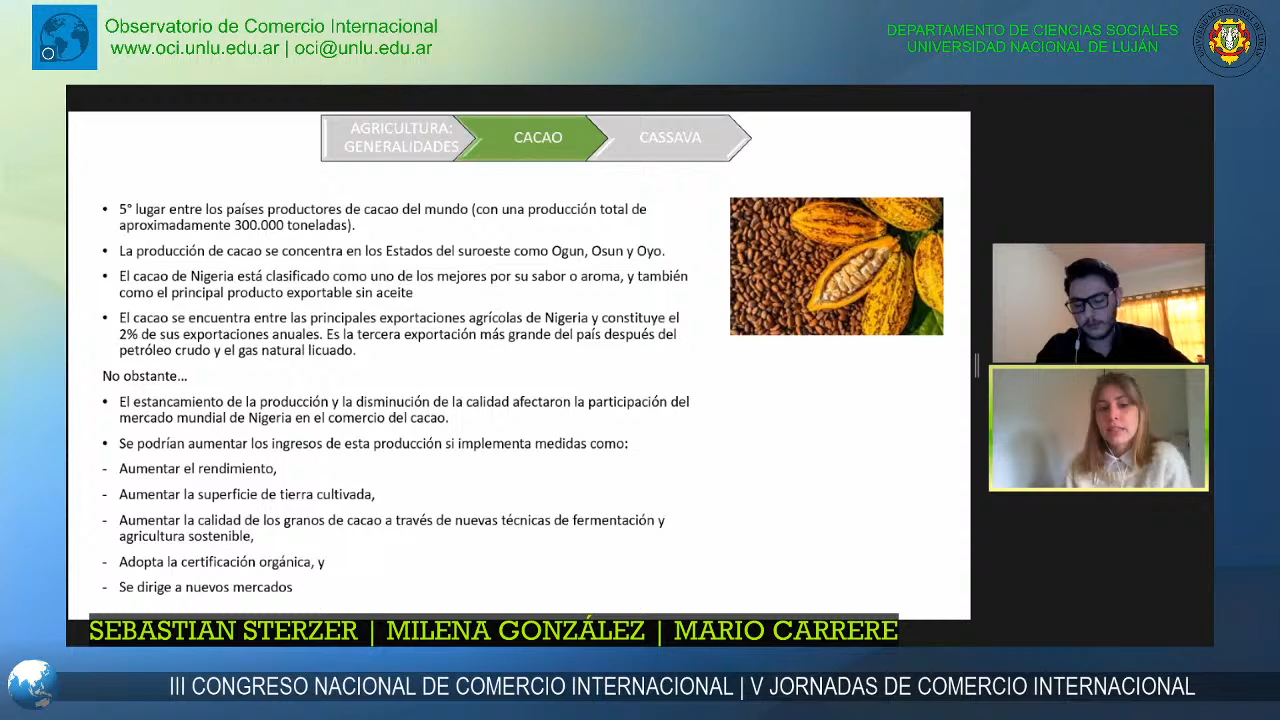 Observatorio de Comercio Internacional
www.oci.unlu.edu.ar | oci@unlu.edu.ar
DEPARTAMENTO DE CIENCIAS SOCIALES
UNIVERSIDAD NACIONAL DE LUJÁN
AGRICULTURA:
GENERALIDADES
CACAO
CASSAVA
• 5° lugar entre los países productores de cacao del mundo (con una producción total de
aproximadamente 300.000 toneladas).
• La producción de cacao se concentra en los Estados del suroeste como Ogun, Osun y Oyo.
• El cacao de Nigeria está clasificado como uno de los mejores por su sabor o aroma, y también
como el principal producto exportable sin aceite
• El cacao se encuentra entre las principales exportaciones agrícolas de Nigeria y constituye el
2% de sus exportaciones anuales. Es la tercera exportación más grande del país después del
petróleo crudo y el gas natural licuado.
No obstante...
• El estancamiento de la producción y la disminución de la calidad afectaron la participación del
mercado mundial de Nigeria en el comercio del cacao.
• Se podrían aumentar los ingresos de esta producción si implementa medidas como:
- Aumentar el rendimiento,
- Aumentar la superficie de tierra cultivada,
- Aumentar la calidad de los granos de cacao a través de nuevas técnicas de fermentación y
agricultura sostenible,
- Adopta la certificación orgánica, y
- Se dirige a nuevos mercados
SEBASTIAN STERZER | MILENA GONZÁLEZ | MARIO CARRERE
III CONGRESO NACIONAL DE COMERCIO INTERNACIONAL | V JORNADAS DE COMERCIO INTERNACIONAL